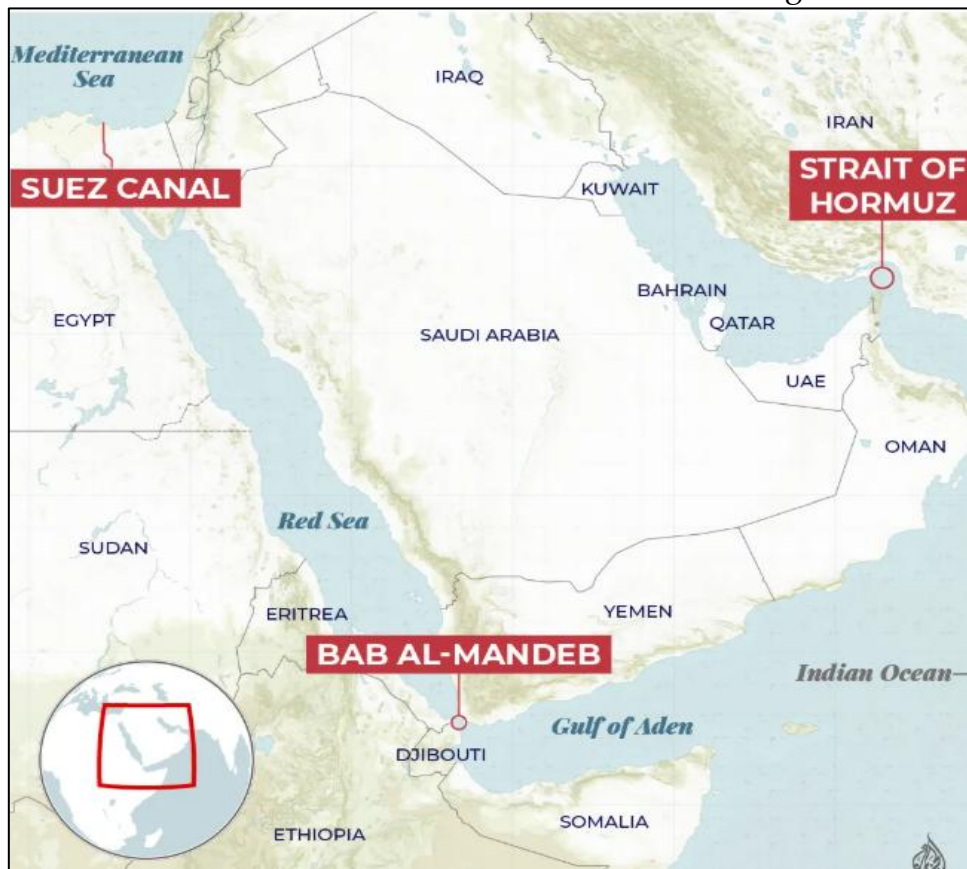 Mediterranean
Sea
IRAQ
IRAN
SUEZ CANAL
STRAIT OF
HORMUZ
KUWAIT
BAHRAIN
QATAR
EGYPT
SAUDI ARABIA
UAE
OMAN
Red Sea
SUDAN
ERITREA
YEMEN
BAB AL-MANDEB
Indian Ocean
Gulf of Aden
DJIBOUTI
SOMALIA
ETHIOPIA